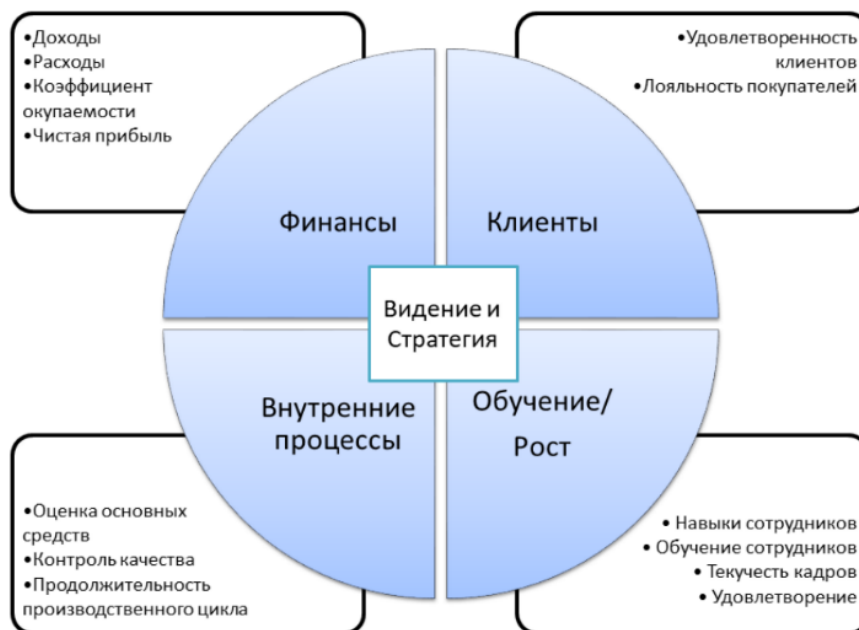 •Доходы
•Расходы
•Коэффициент
окупаемости
•Чистая прибыль
•Удовлетворенность
клиентов
•Лояльность покупателей
Финансы
Клиенты
Видение и
Стратегия
Внутренние
процессы
Обучение/
Рост
•Оценка основных
средств
•Контроль качества
•Продолжительность
производственного цикла
• Навыки сотрудников
• Обучение сотрудников
• Текучесть кадров
• Удовлетворение